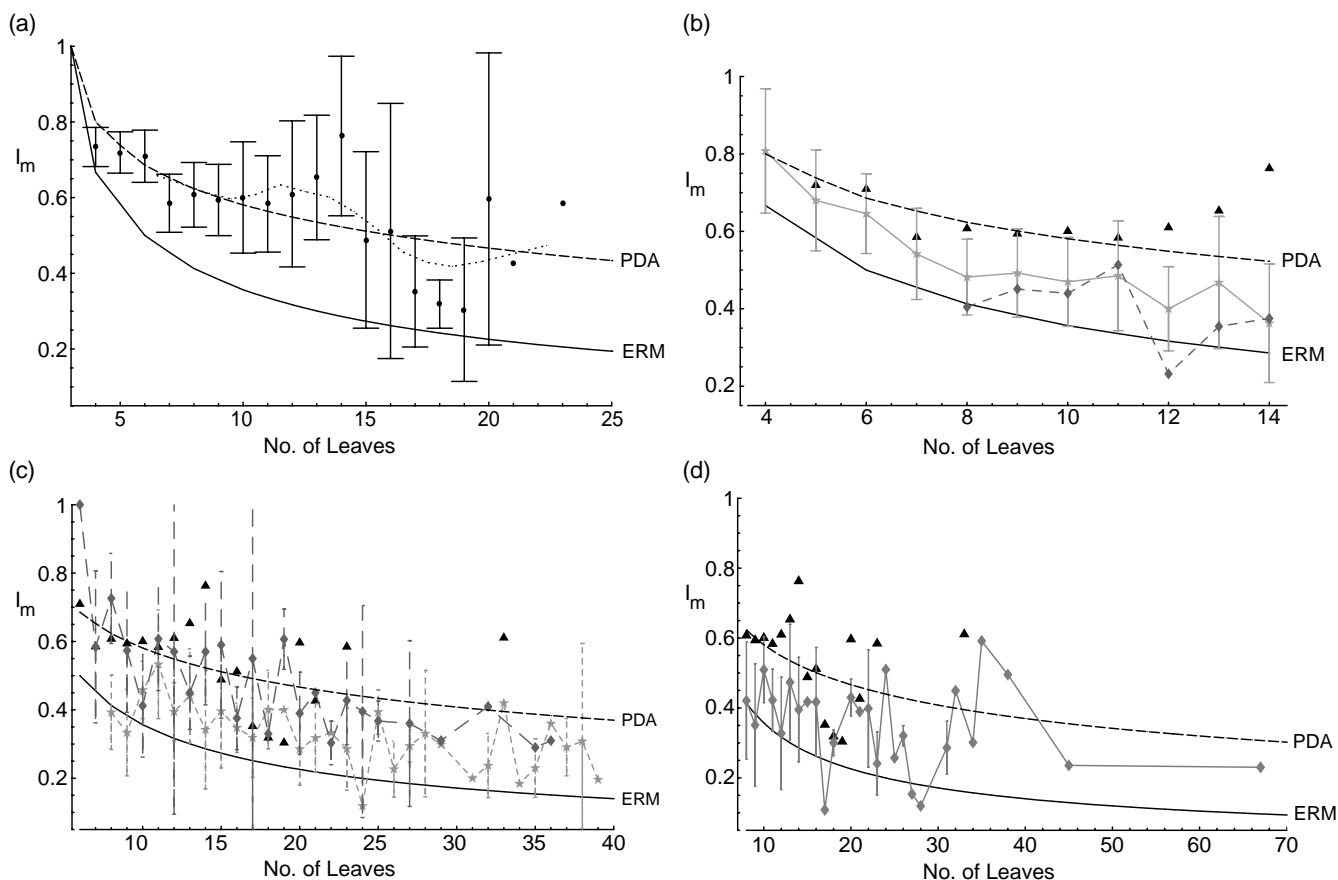 (a)
1
0.8
I_m
0.6
0.4
0.2
PDA
ERM
5 10 15 20 25
No. of Leaves
(b)
1
0.8
I_m
0.6
0.4
0.2
PDA
ERM
4 6 8 10 12 14
No. of Leaves
(c)
1
0.8
I_m
0.6
0.4
0.2
PDA
ERM
10 15 20 25 30 35 40
No. of Leaves
(d)
1
0.8
I_m
0.6
0.4
0.2
PDA
ERM
10 20 30 40 50 60 70
No. of Leaves